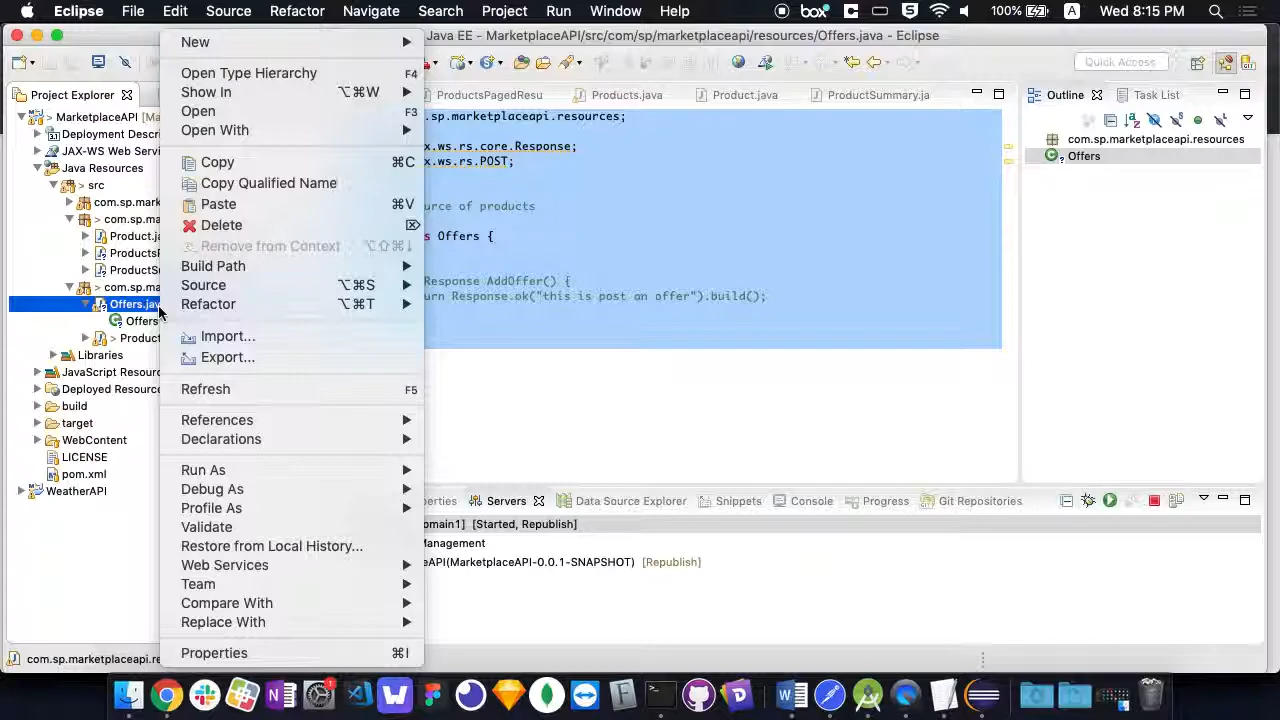 Eclipse File Edit Source Refactor Navigate Search Project Run Window Help box 5 100% A Wed 8:15 PM
Java EE - MarketplaceAPI/src/com/sp/marketplaceapi/resources/Offers.java - Eclipse
Quick Access
Project Explorer
ProductsPagedResu Products.java Product.java ProductSummary.ja
Outline Task List
> MarketplaceAPI [Ma
Deployment Descri
JAX-WS Web Servi
Java Resources
> src
com.sp.mark
> com.sp.ma
Product.ja
ProductsP
ProductSu
> com.sp.ma
Offers.jav
Offers
> Product
Libraries
JavaScript Resourc
Deployed Resource
build
target
WebContent
LICENSE
pom.xml
WeatherAPI
New
Open Type Hierarchy F4
Show In ⌥⌘W
Open F3
Open With
Copy ⌘C
Copy Qualified Name
Paste ⌘V
Delete ⌦
Remove from Context ⌥⇧⌘↓
Build Path
Source ⌥⌘S
Refactor ⌥⌘T
Import...
Export...
Refresh F5
References
Declarations
Run As
Debug As
Profile As
Validate
Restore from Local History...
Web Services
Team
Compare With
Replace With
Properties ⌘I
.sp.marketplaceapi.resources;
x.ws.rs.core.Response;
x.ws.rs.POST;
urce of products
s Offers {
Response AddOffer() {
urn Response.ok("this is post an offer").build();
com.sp.marketplaceapi.resources
Offers
perties Servers Data Source Explorer Snippets Console Progress Git Repositories
omain1] [Started, Republish]
Management
eAPI(MarketplaceAPI-0.0.1-SNAPSHOT) [Republish]
com.sp.marketplaceapi.re
1